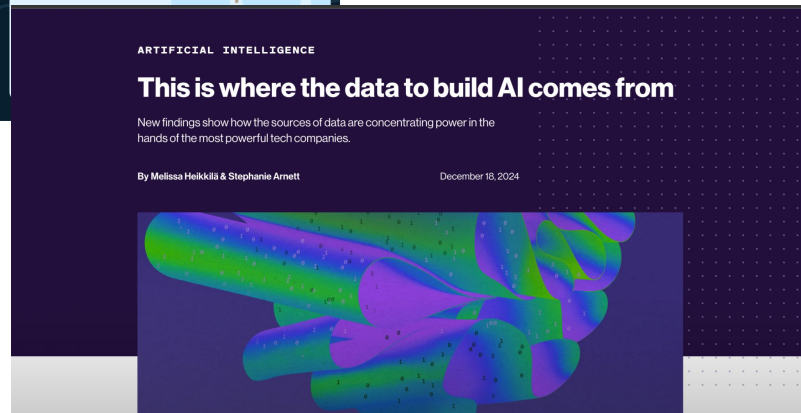 ARTIFICIAL INTELLIGENCE
This is where the data to build AI comes from
New findings show how the sources of data are concentrating power in the
hands of the most powerful tech companies.
By Melissa Heikkilä & Stephanie Arnett
December 18, 2024